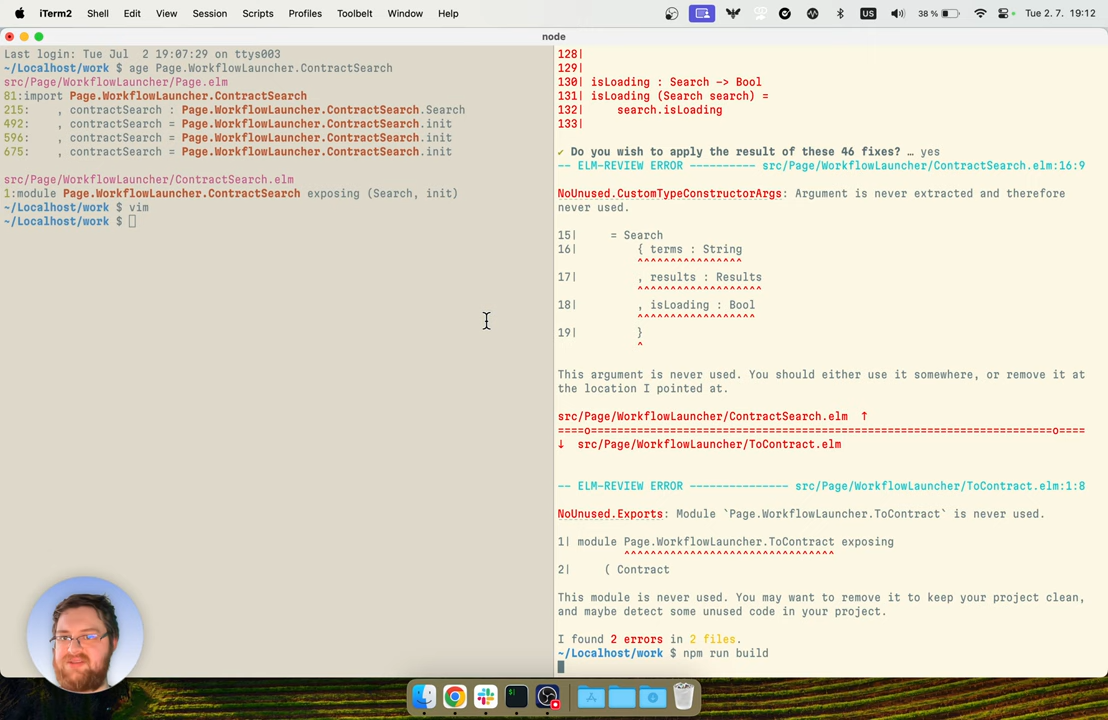 iTerm2 Shell Edit View Session Scripts Profiles Toolbelt Window Help US 38 % Tue 2. 7. 19:12
node
Last login: Tue Jul  2 19:07:29 on ttys003
~/Localhost/work $ age Page.WorkflowLauncher.ContractSearch
src/Page/WorkflowLauncher/Page.elm
81:import Page.WorkflowLauncher.ContractSearch
215:    , contractSearch : Page.WorkflowLauncher.ContractSearch.Search
492:    , contractSearch = Page.WorkflowLauncher.ContractSearch.init
596:    , contractSearch = Page.WorkflowLauncher.ContractSearch.init
675:    , contractSearch = Page.WorkflowLauncher.ContractSearch.init
src/Page/WorkflowLauncher/ContractSearch.elm
1:module Page.WorkflowLauncher.ContractSearch exposing (Search, init)
~/Localhost/work $ vim
~/Localhost/work $
128|
129|
130| isLoading : Search -> Bool
131| isLoading (Search search) =
132|     search.isLoading
133|
✔ Do you wish to apply the result of these 46 fixes? … yes
-- ELM-REVIEW ERROR ---------- src/Page/WorkflowLauncher/ContractSearch.elm:16:9
NoUnused.CustomTypeConstructorArgs: Argument is never extracted and therefore
never used.
15|     = Search
16|         { terms : String
^^^^^^^^^^^^^^^^
17|         , results : Results
^^^^^^^^^^^^^^^^^^^
18|         , isLoading : Bool
^^^^^^^^^^^^^^^^^^
19|         }
^
This argument is never used. You should either use it somewhere, or remove it at
the location I pointed at.
src/Page/WorkflowLauncher/ContractSearch.elm  ↑
====o=======================================================================o====
↓  src/Page/WorkflowLauncher/ToContract.elm
-- ELM-REVIEW ERROR --------------- src/Page/WorkflowLauncher/ToContract.elm:1:8
NoUnused.Exports: Module `Page.WorkflowLauncher.ToContract` is never used.
1| module Page.WorkflowLauncher.ToContract exposing
^^^^^^^^^^^^^^^^^^^^^^^^^^^^^^^^
2|     ( Contract
This module is never used. You may want to remove it to keep your project clean,
and maybe detect some unused code in your project.
I found 2 errors in 2 files.
~/Localhost/work $ npm run build